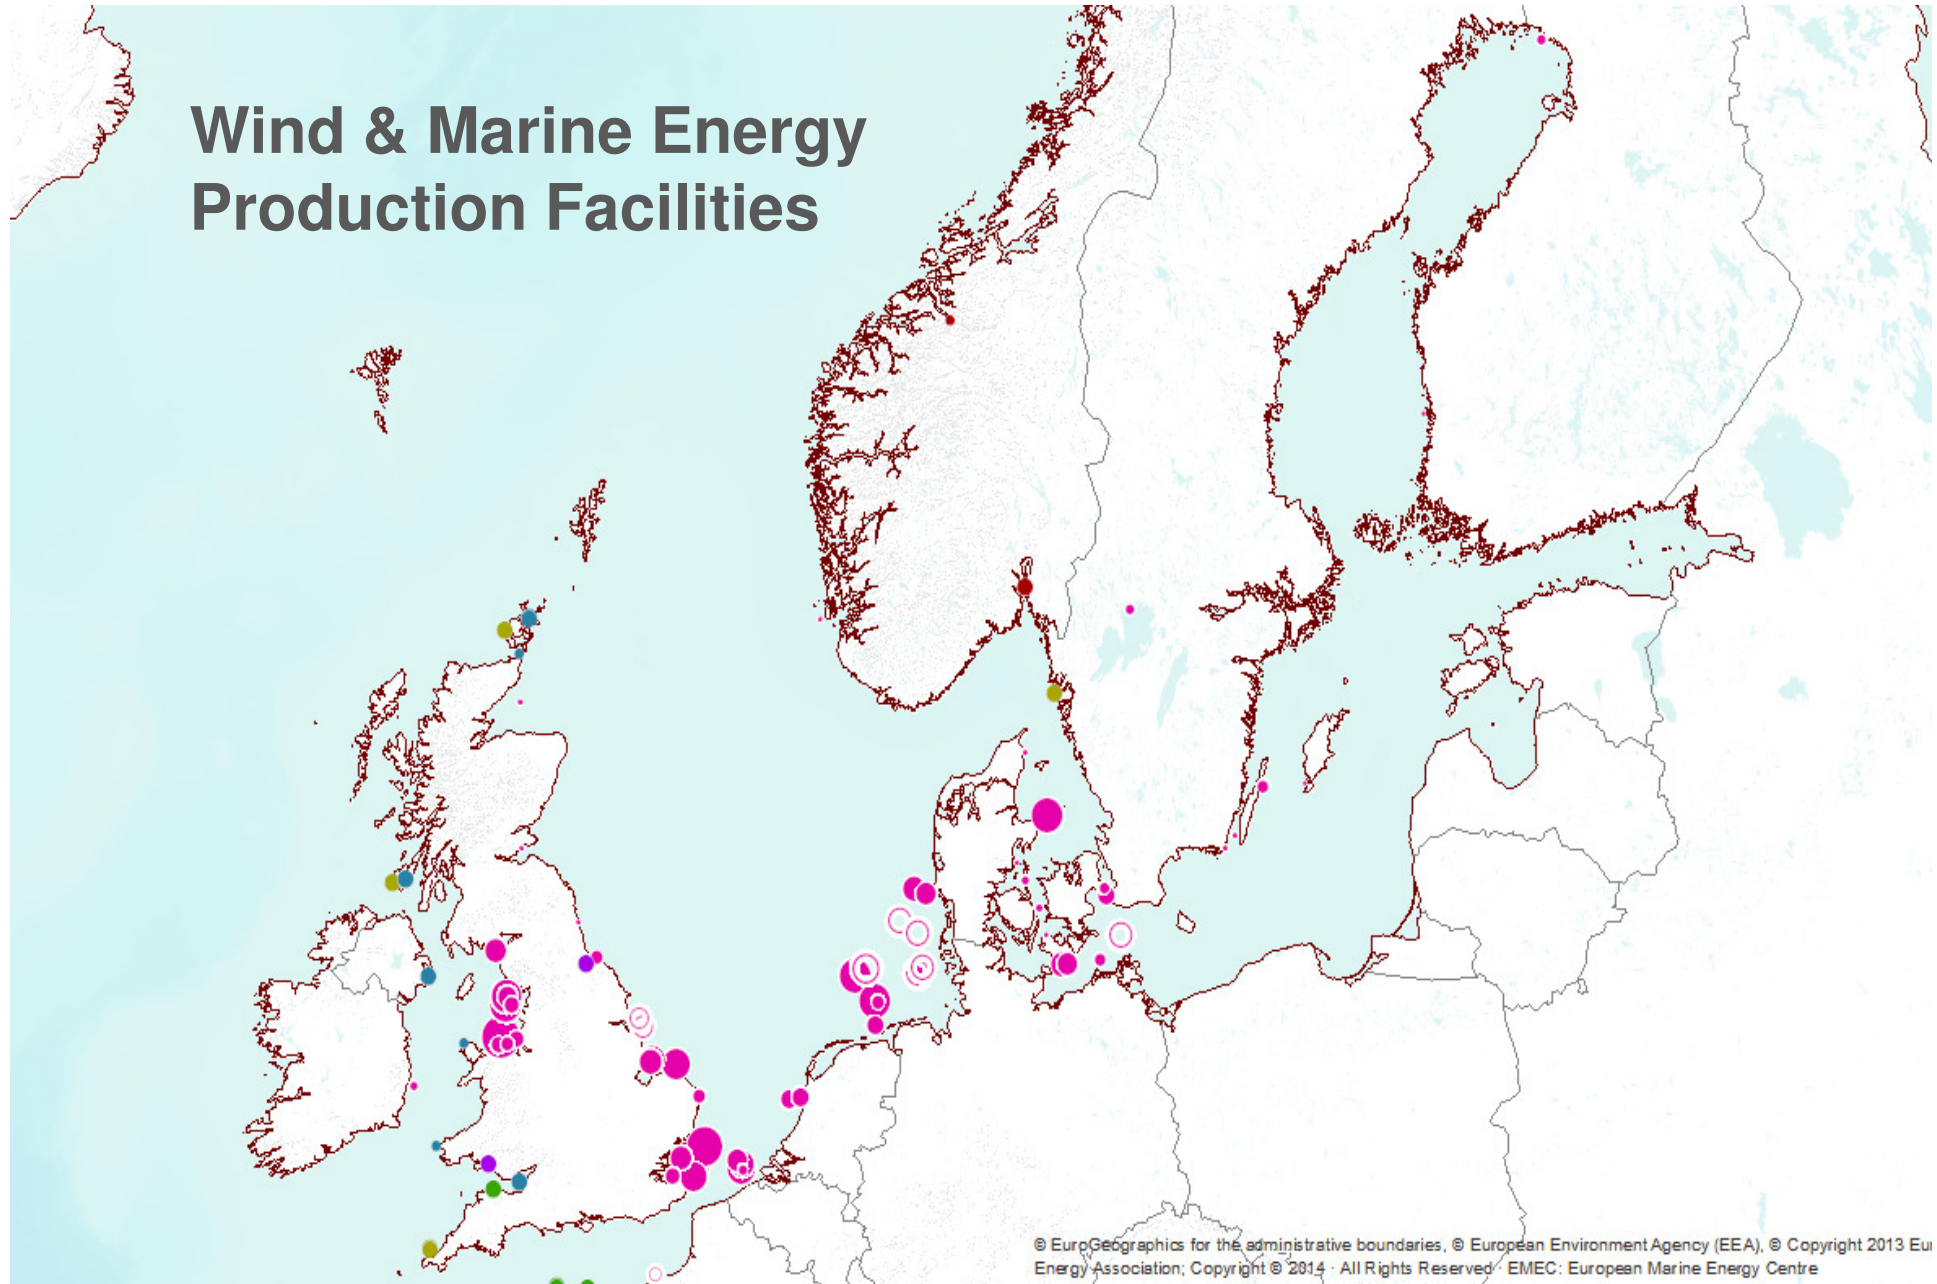 Wind & Marine Energy
Production Facilities
© EuroGeographics for the administrative boundaries, © European Environment Agency (EEA), © Copyright 2013 Eur
Energy Association; Copyright © 2014 · All Rights Reserved · EMEC: European Marine Energy Centre